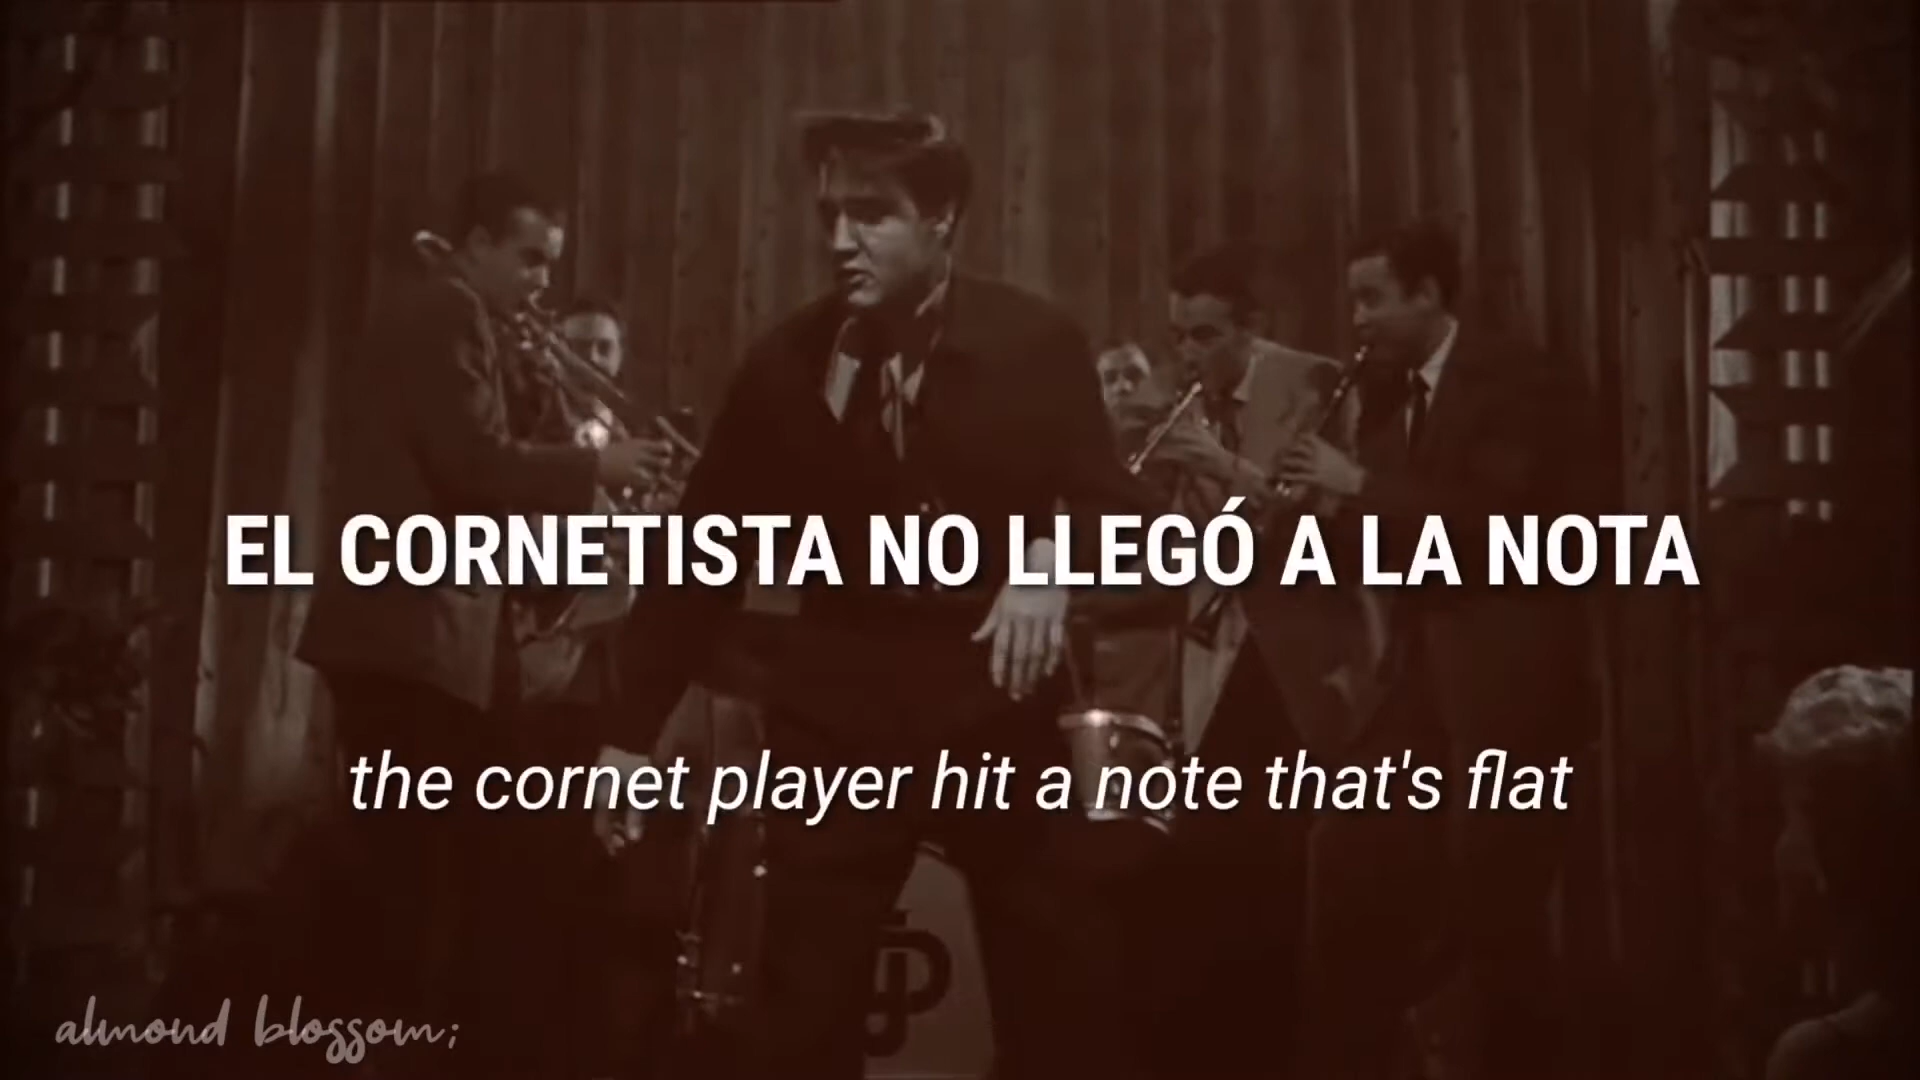 EL CORNETISTA NO LLEGÓ A LA NOTA
the cornet player hit a note that's flat
almond blossom;